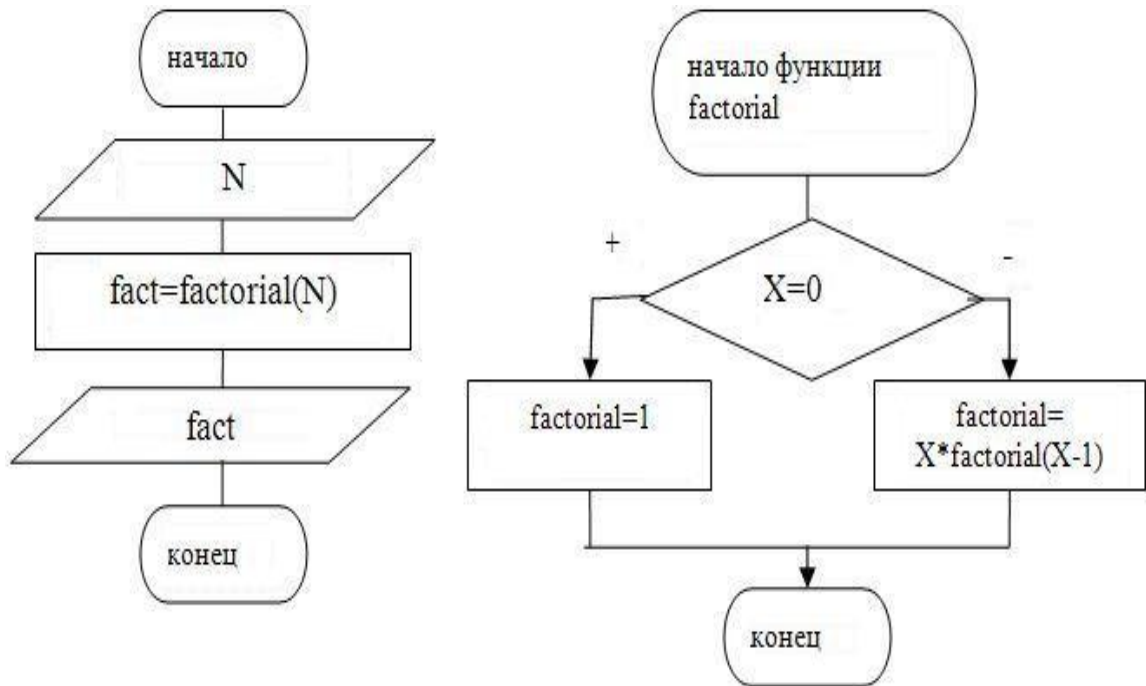 начало
N
fact=factorial(N)
fact
конец
начало функции
factorial
+
-
X=0
factorial=1
factorial=
X*factorial(X-1)
конец